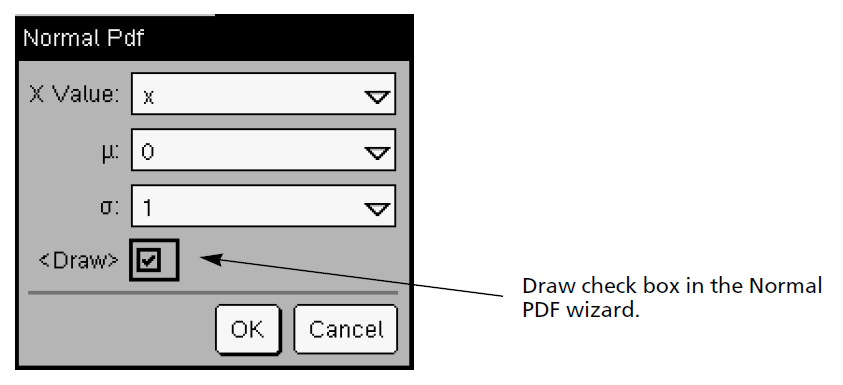 Normal Pdf
X Value: x
μ: 0
σ: 1
<Draw>
OK Cancel
Draw check box in the Normal
PDF wizard.